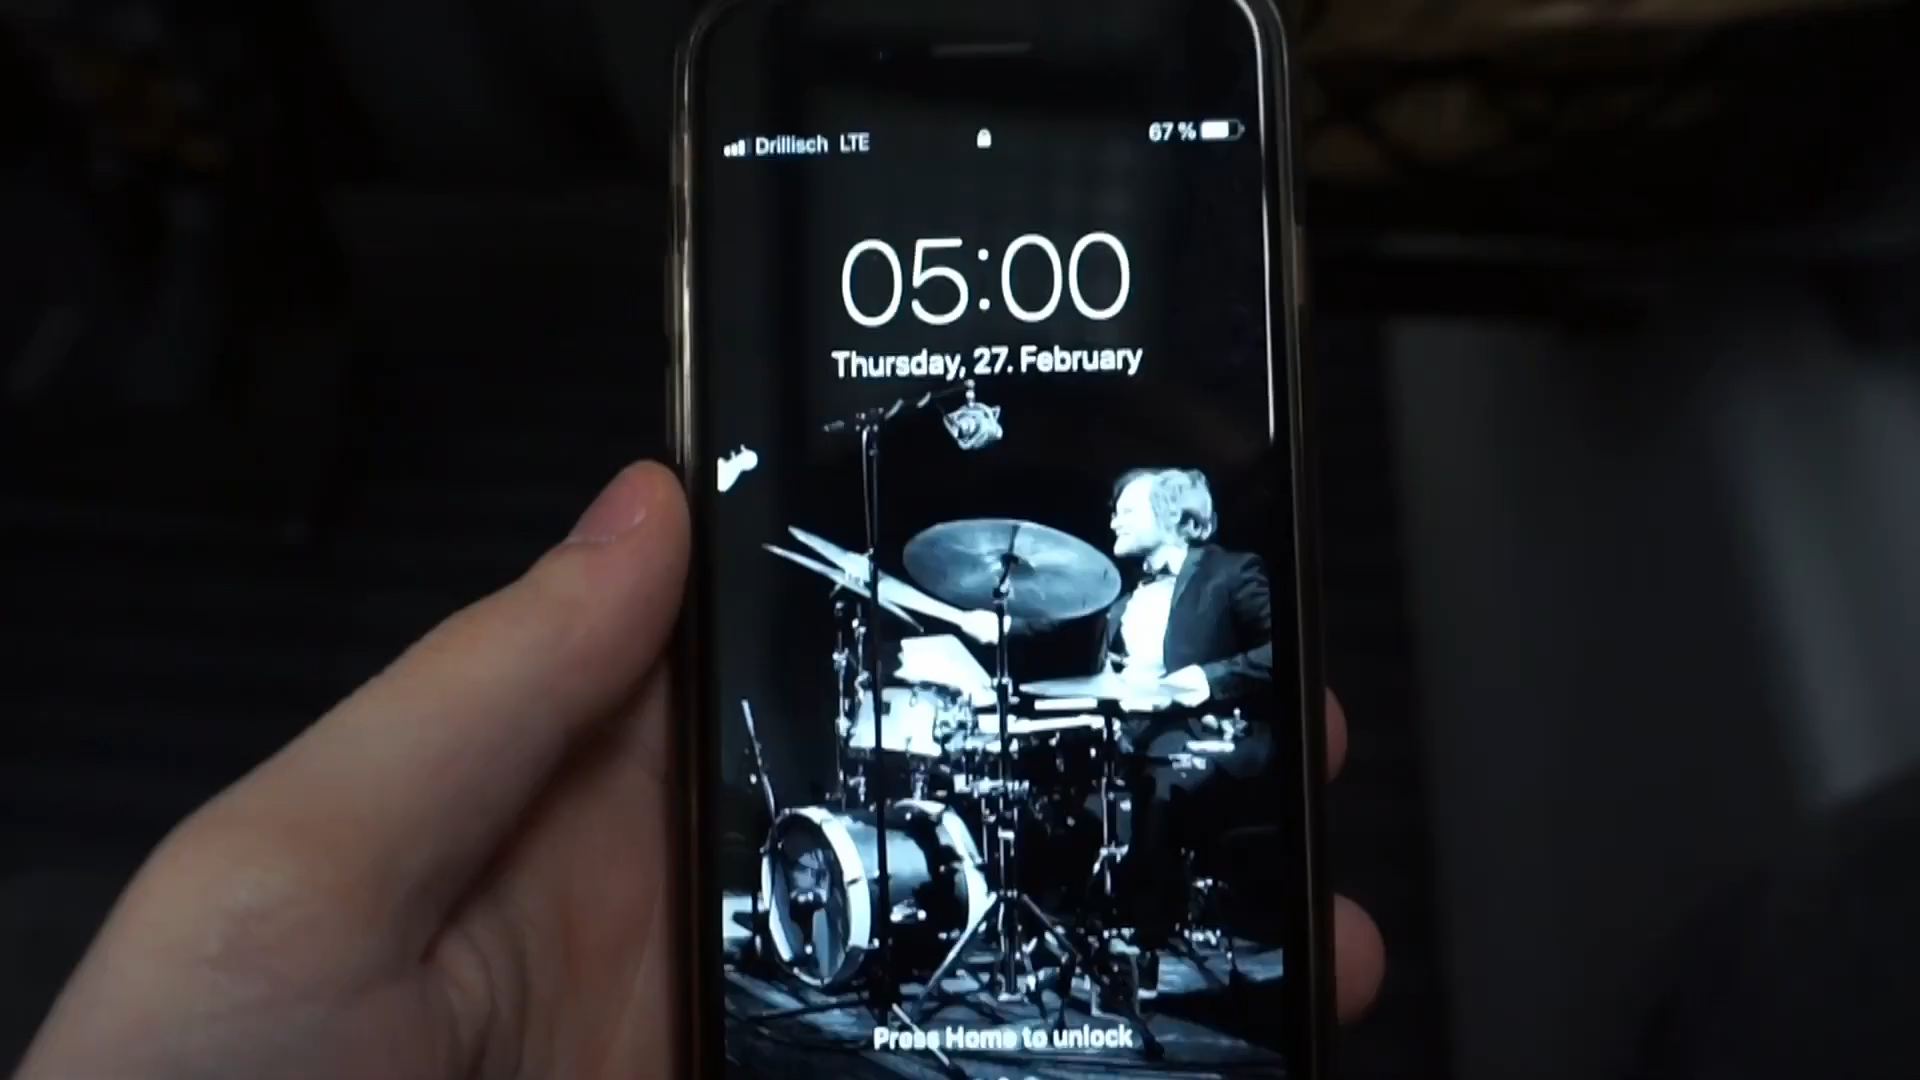 Drillisch LTE 67 %
05:00
Thursday, 27. February
Press Home to unlock